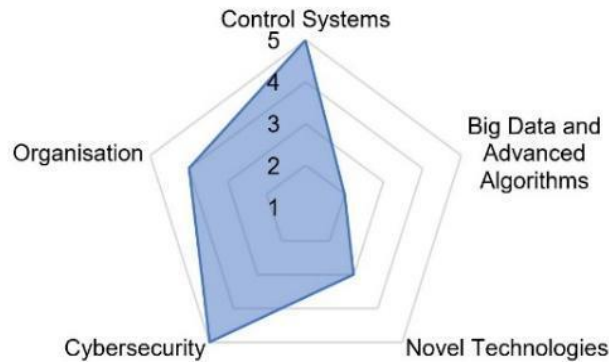 Control Systems
5
4
3
2
1
Organisation
Big Data and
Advanced
Algorithms
Cybersecurity
Novel Technologies